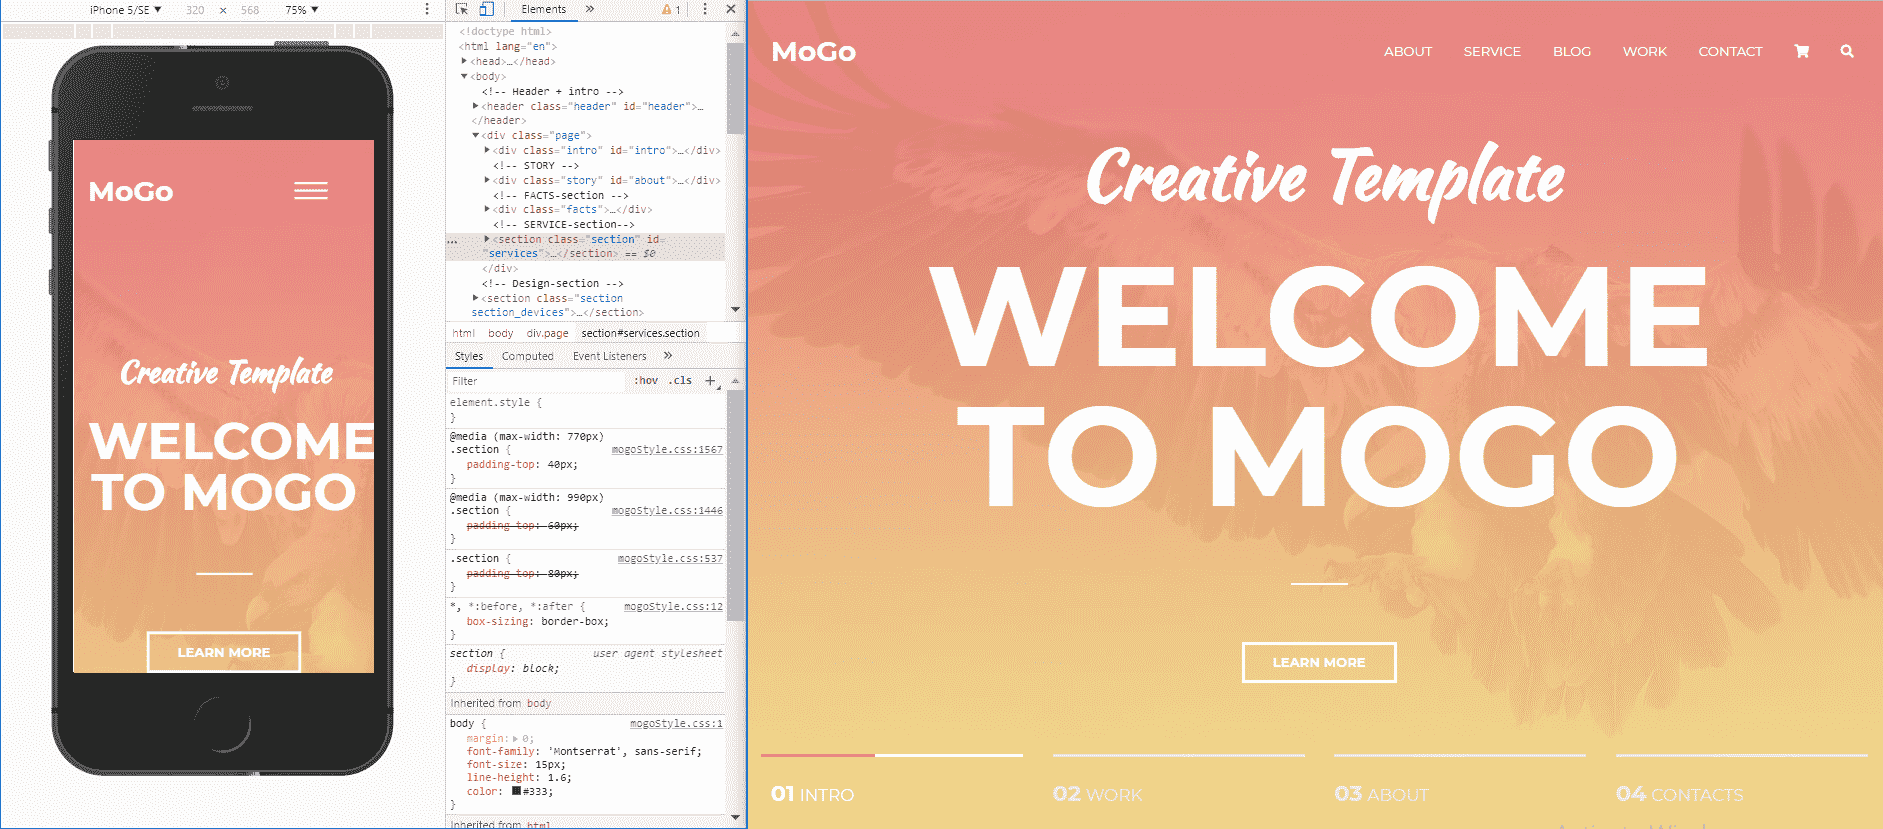 iPhone 5/SE ▼ 320 × 568 75% ▼
MoGo
Creative Template
WELCOME
TO MOGO
LEARN MORE
Elements » 1
<!doctype html>
<html lang="en">
<head>…</head>
<body>
<!-- Header + intro -->
<header class="header" id="header">…
</header>
<div class="page">
<div class="intro" id="intro">…</div>
<!-- STORY -->
<div class="story" id="about">…</div>
<!-- FACTS-section -->
<div class="facts">…</div>
<!-- SERVICE-section-->
… <section class="section" id=
"services">…</section> == $0
</div>
<!-- Design-section -->
<section class="section
section_devices">…</section>
html body div.page section#services.section
Styles Computed Event Listeners »
Filter :hov .cls +
element.style {
}
@media (max-width: 770px)
.section { mogoStyle.css:1567
padding-top: 40px;
}
@media (max-width: 990px)
.section { mogoStyle.css:1446
padding-top: 60px;
}
.section { mogoStyle.css:537
padding-top: 80px;
}
*, *:before, *:after { mogoStyle.css:12
box-sizing: border-box;
}
section { user agent stylesheet
display: block;
}
Inherited from body
body { mogoStyle.css:1
margin: 0;
font-family: 'Montserrat', sans-serif;
font-size: 15px;
line-height: 1.6;
color: #333;
}
Inherited from html
MoGo ABOUT SERVICE BLOG WORK CONTACT
Creative Template
WELCOME
TO MOGO
LEARN MORE
01 INTRO 02 WORK 03 ABOUT 04 CONTACTS